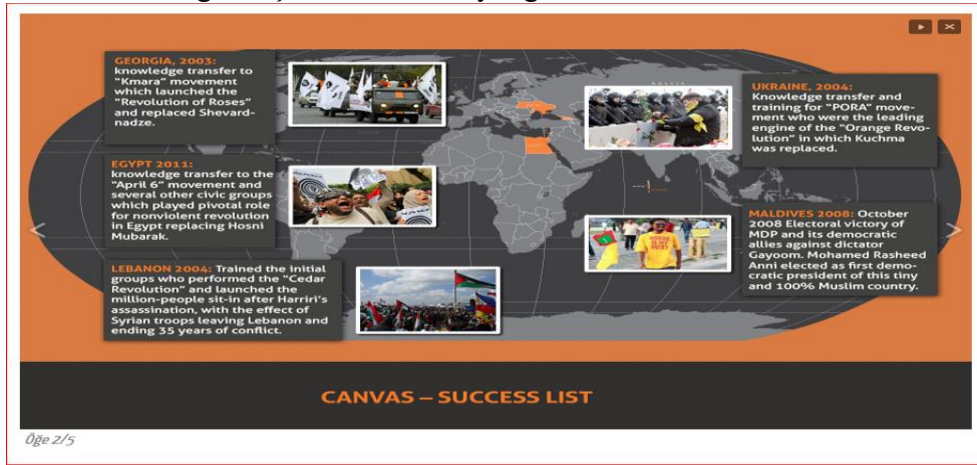 GEORGIA, 2003:
knowledge transfer to
"Kmara" movement
which launched the
"Revolution of Roses"
and replaced Shevard-
nadze.
EGYPT 2011:
knowledge transfer to the
"April 6" movement and
several other civic groups
which played pivotal role
for nonviolent revolution
in Egypt replacing Hosni
Mubarak.
LEBANON 2004: Trained the initial
groups who performed the "Cedar
Revolution" and launched the
million-people sit-in after Harriri's
assassination, with the effect of
Syrian troops leaving Lebanon and
ending 35 years of conflict.
UKRAINE, 2004:
Knowledge transfer and
training for "PORA" move-
ment who were the leading
engine of the "Orange Revo-
lution" in which Kuchma
was replaced.
MALDIVES 2008: October
2008 Electoral victory of
MDP and its democratic
allies against dictator
Gayoom. Mohamed Rasheed
Anni elected as first demo-
cratic president of this tiny
and 100% Muslim country.
RUSSIA
CANVAS – SUCCESS LIST
Öğe 2/5